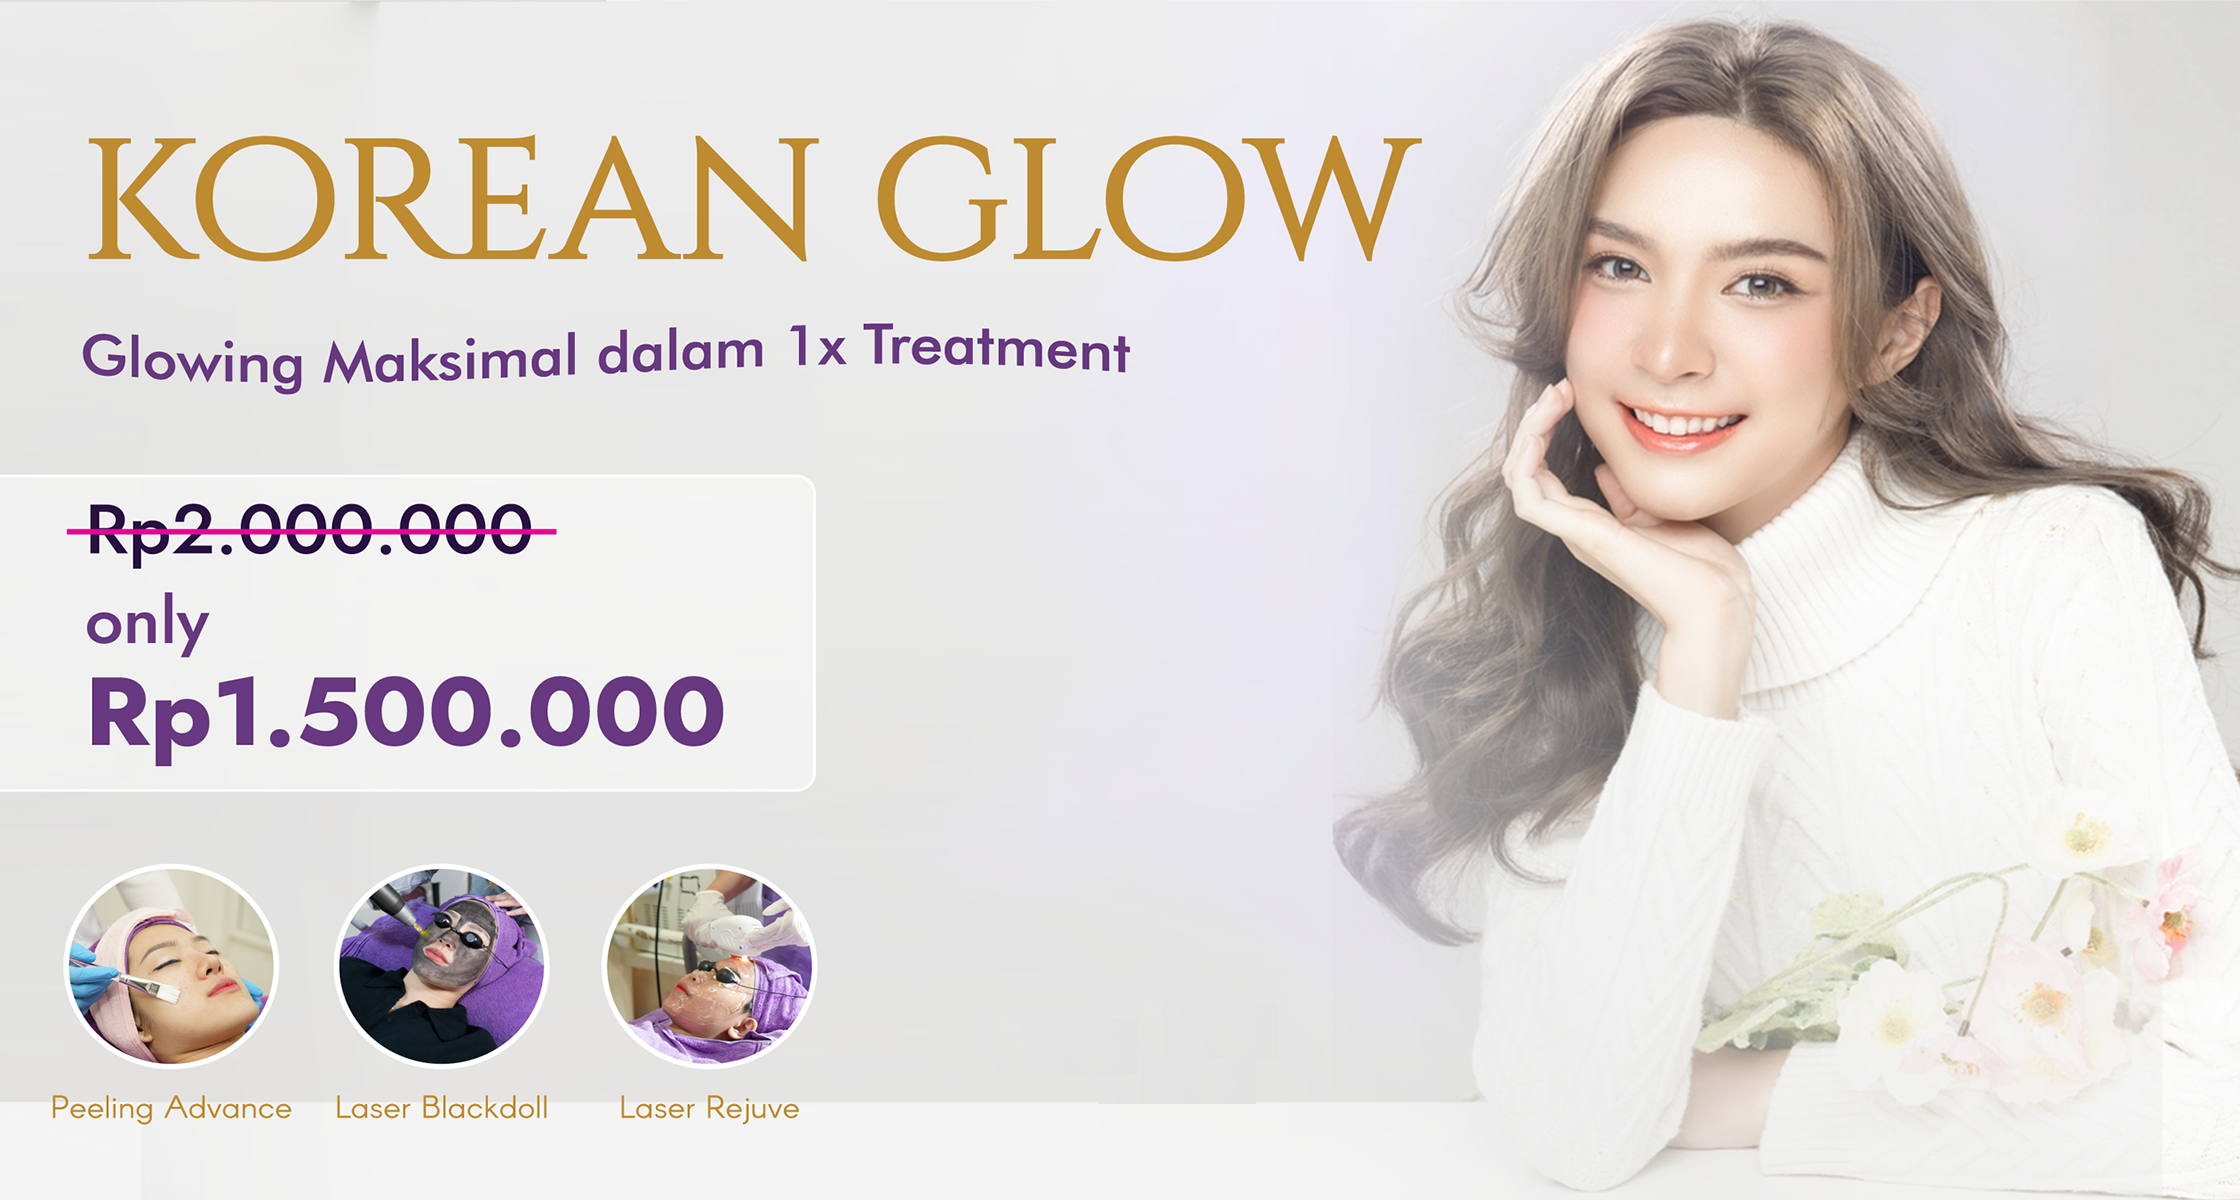 KOREAN GLOW
Glowing Maksimal dalam 1x Treatment
Rp2.000.000
only
Rp1.500.000
Peeling Advance
Laser Blackdoll
Laser Rejuve